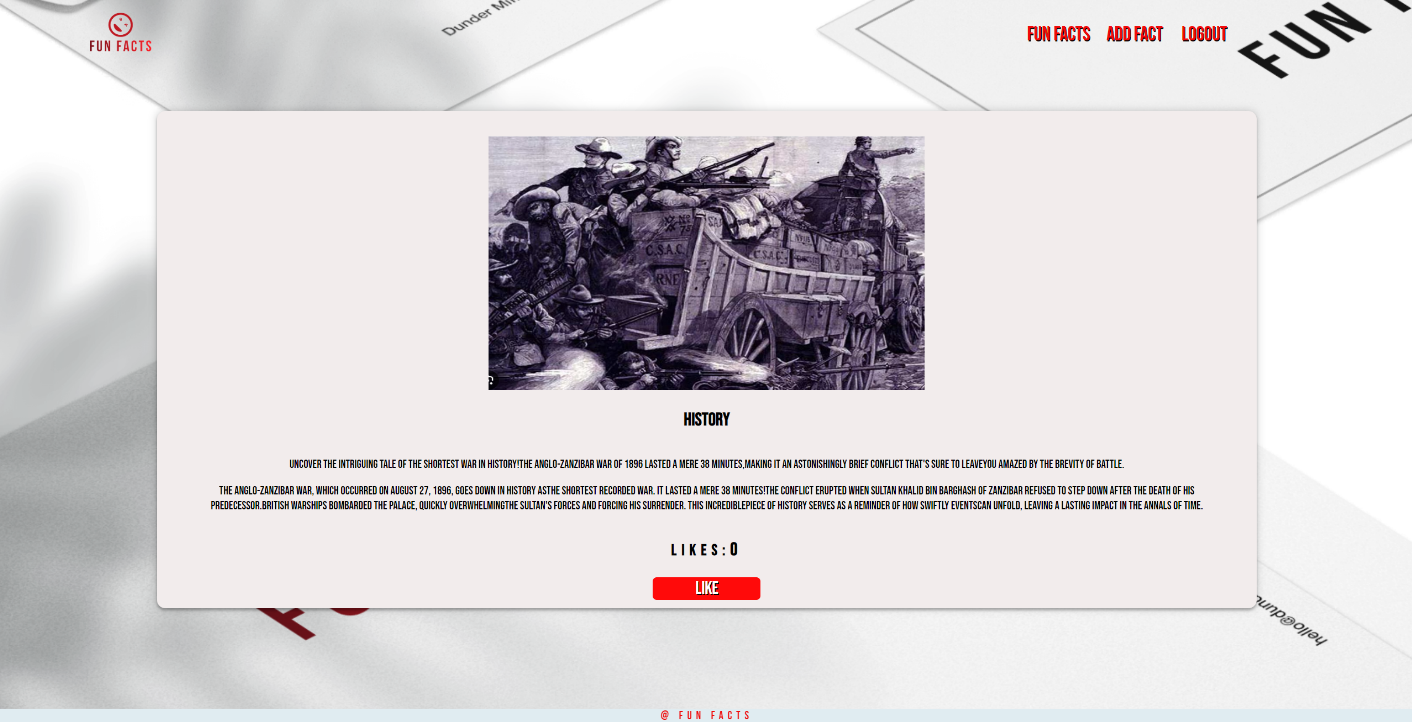 Dunder Mi
FUN
FUN FACTS
FUN FACTS ADD FACT LOGOUT
C.S.A.C.
HISTORY
UNCOVER THE INTRIGUING TALE OF THE SHORTEST WAR IN HISTORY!THE ANGLO-ZANZIBAR WAR OF 1896 LASTED A MERE 38 MINUTES,MAKING IT AN ASTONISHINGLY BRIEF CONFLICT THAT'S SURE TO LEAVEYOU AMAZED BY THE BREVITY OF BATTLE.
THE ANGLO-ZANZIBAR WAR, WHICH OCCURRED ON AUGUST 27, 1896, GOES DOWN IN HISTORY ASTHE SHORTEST RECORDED WAR. IT LASTED A MERE 38 MINUTES!THE CONFLICT ERUPTED WHEN SULTAN KHALID BIN BARGHASH OF ZANZIBAR REFUSED TO STEP DOWN AFTER THE DEATH OF HIS
PREDECESSOR.BRITISH WARSHIPS BOMBARDED THE PALACE, QUICKLY OVERWHELMINGTHE SULTAN'S FORCES AND FORCING HIS SURRENDER. THIS INCREDIBLEPIECE OF HISTORY SERVES AS A REMINDER OF HOW SWIFTLY EVENTSCAN UNFOLD, LEAVING A LASTING IMPACT IN THE ANNALS OF TIME.
LIKES:0
LIKE
hello@dund
@ FUN FACTS